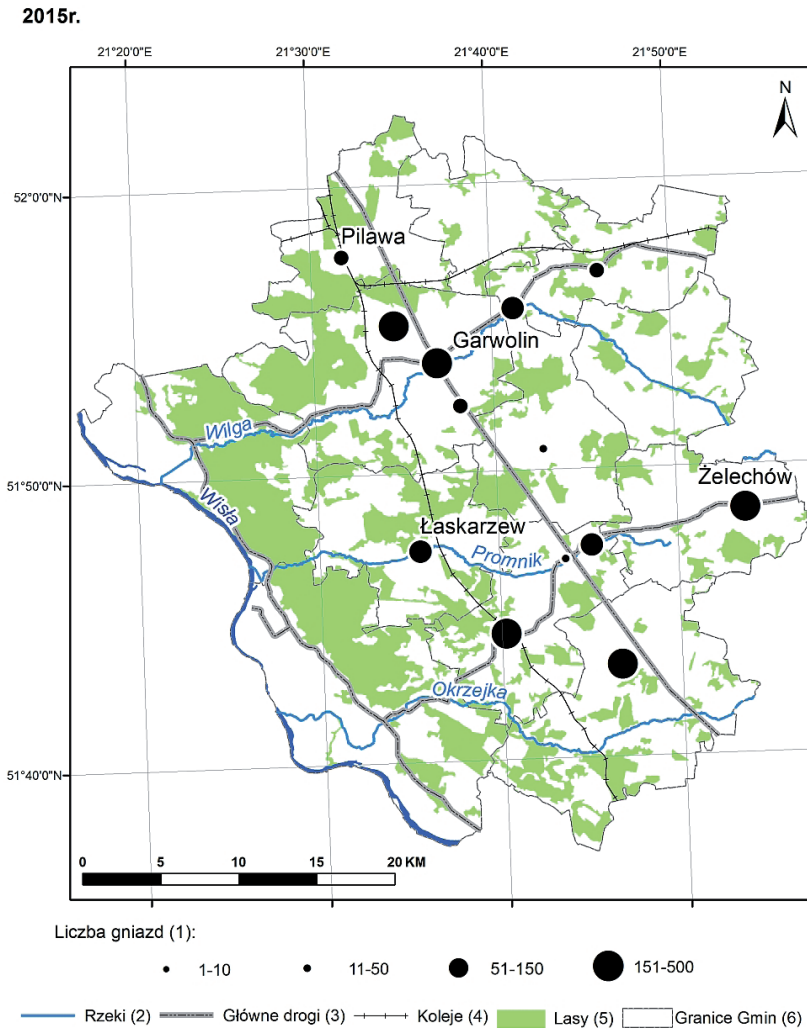 2015r.
21°20'0"E 21°30'0"E 21°40'0"E 21°50'0"E
N
52°0'0"N
Pilawa
Garwolin
Wilga
51°50'0"N
Wisła
Żelechów
Łaskarzew
Promnik
Okrzejka
51°40'0"N
0 5 10 15 20 KM
Liczba gniazd (1):
1-10 11-50 51-150 151-500
Rzeki (2) Główne drogi (3) Koleje (4) Lasy (5) Granice Gmin (6)